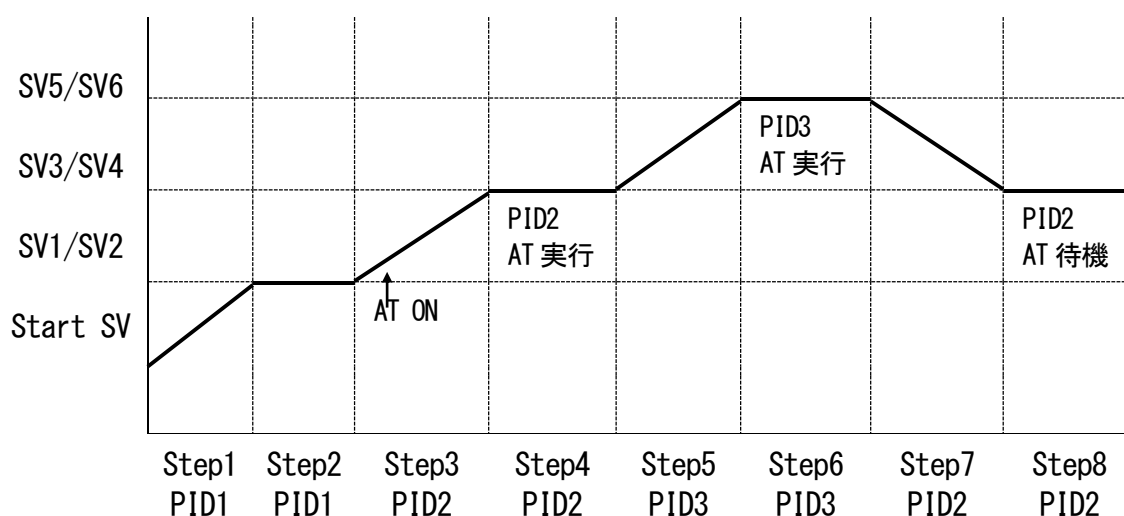 SV5/SV6
PID3
AT 実行
SV3/SV4
PID2
AT 実行
PID2
AT 待機
SV1/SV2
AT ON
Start SV
Step1 Step2 Step3 Step4 Step5 Step6 Step7 Step8
PID1 PID1 PID2 PID2 PID3 PID3 PID2 PID2